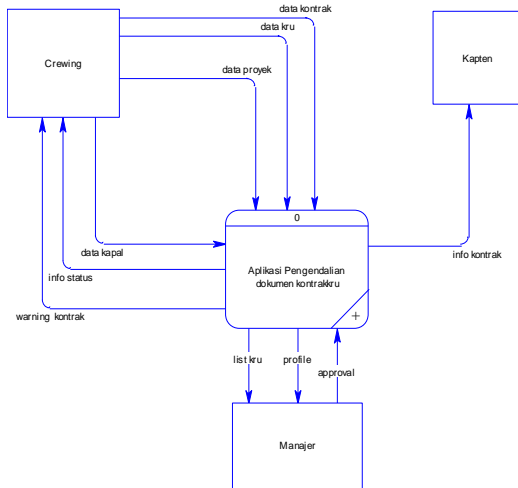 data kontrak
data kru
Crewing
Kapten
data proyek
0
data kapal
info kontrak
info status
Aplikasi Pengendalian
dokumen kontrakkru
warning kontrak
+
list kru
profile
approval
Manajer